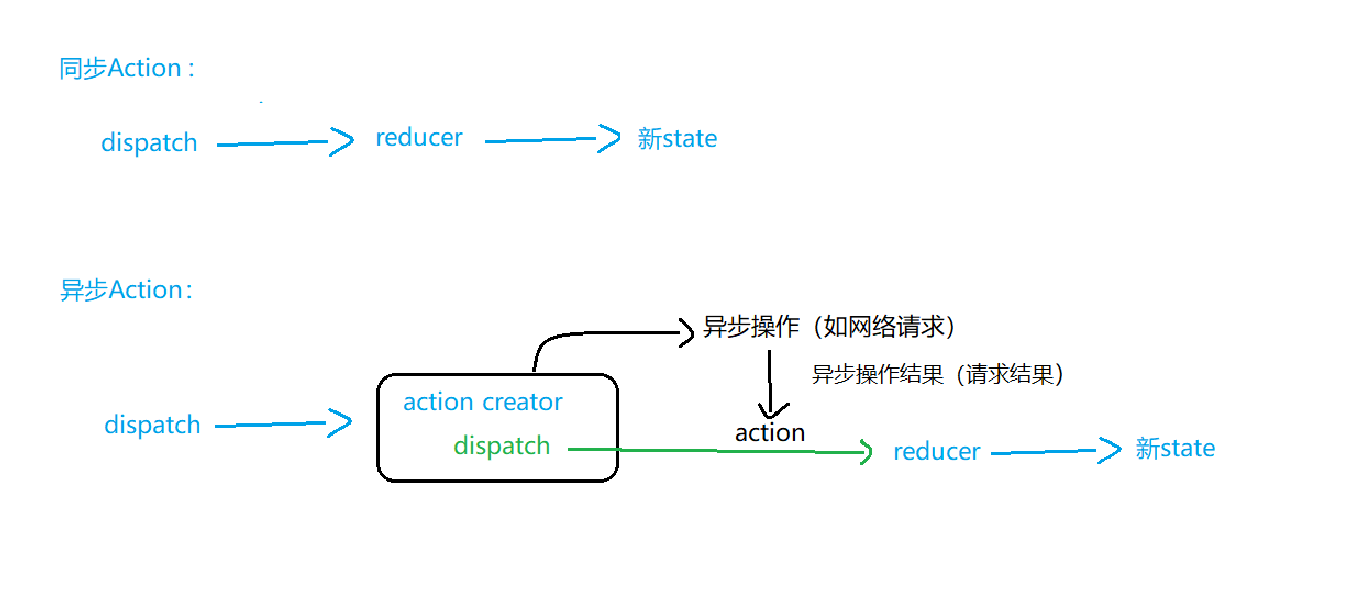 同步Action :
dispatch reducer 新state
异步Action:
异步操作（如网络请求）
异步操作结果（请求结果）
action creator
dispatch
action
dispatch reducer 新state